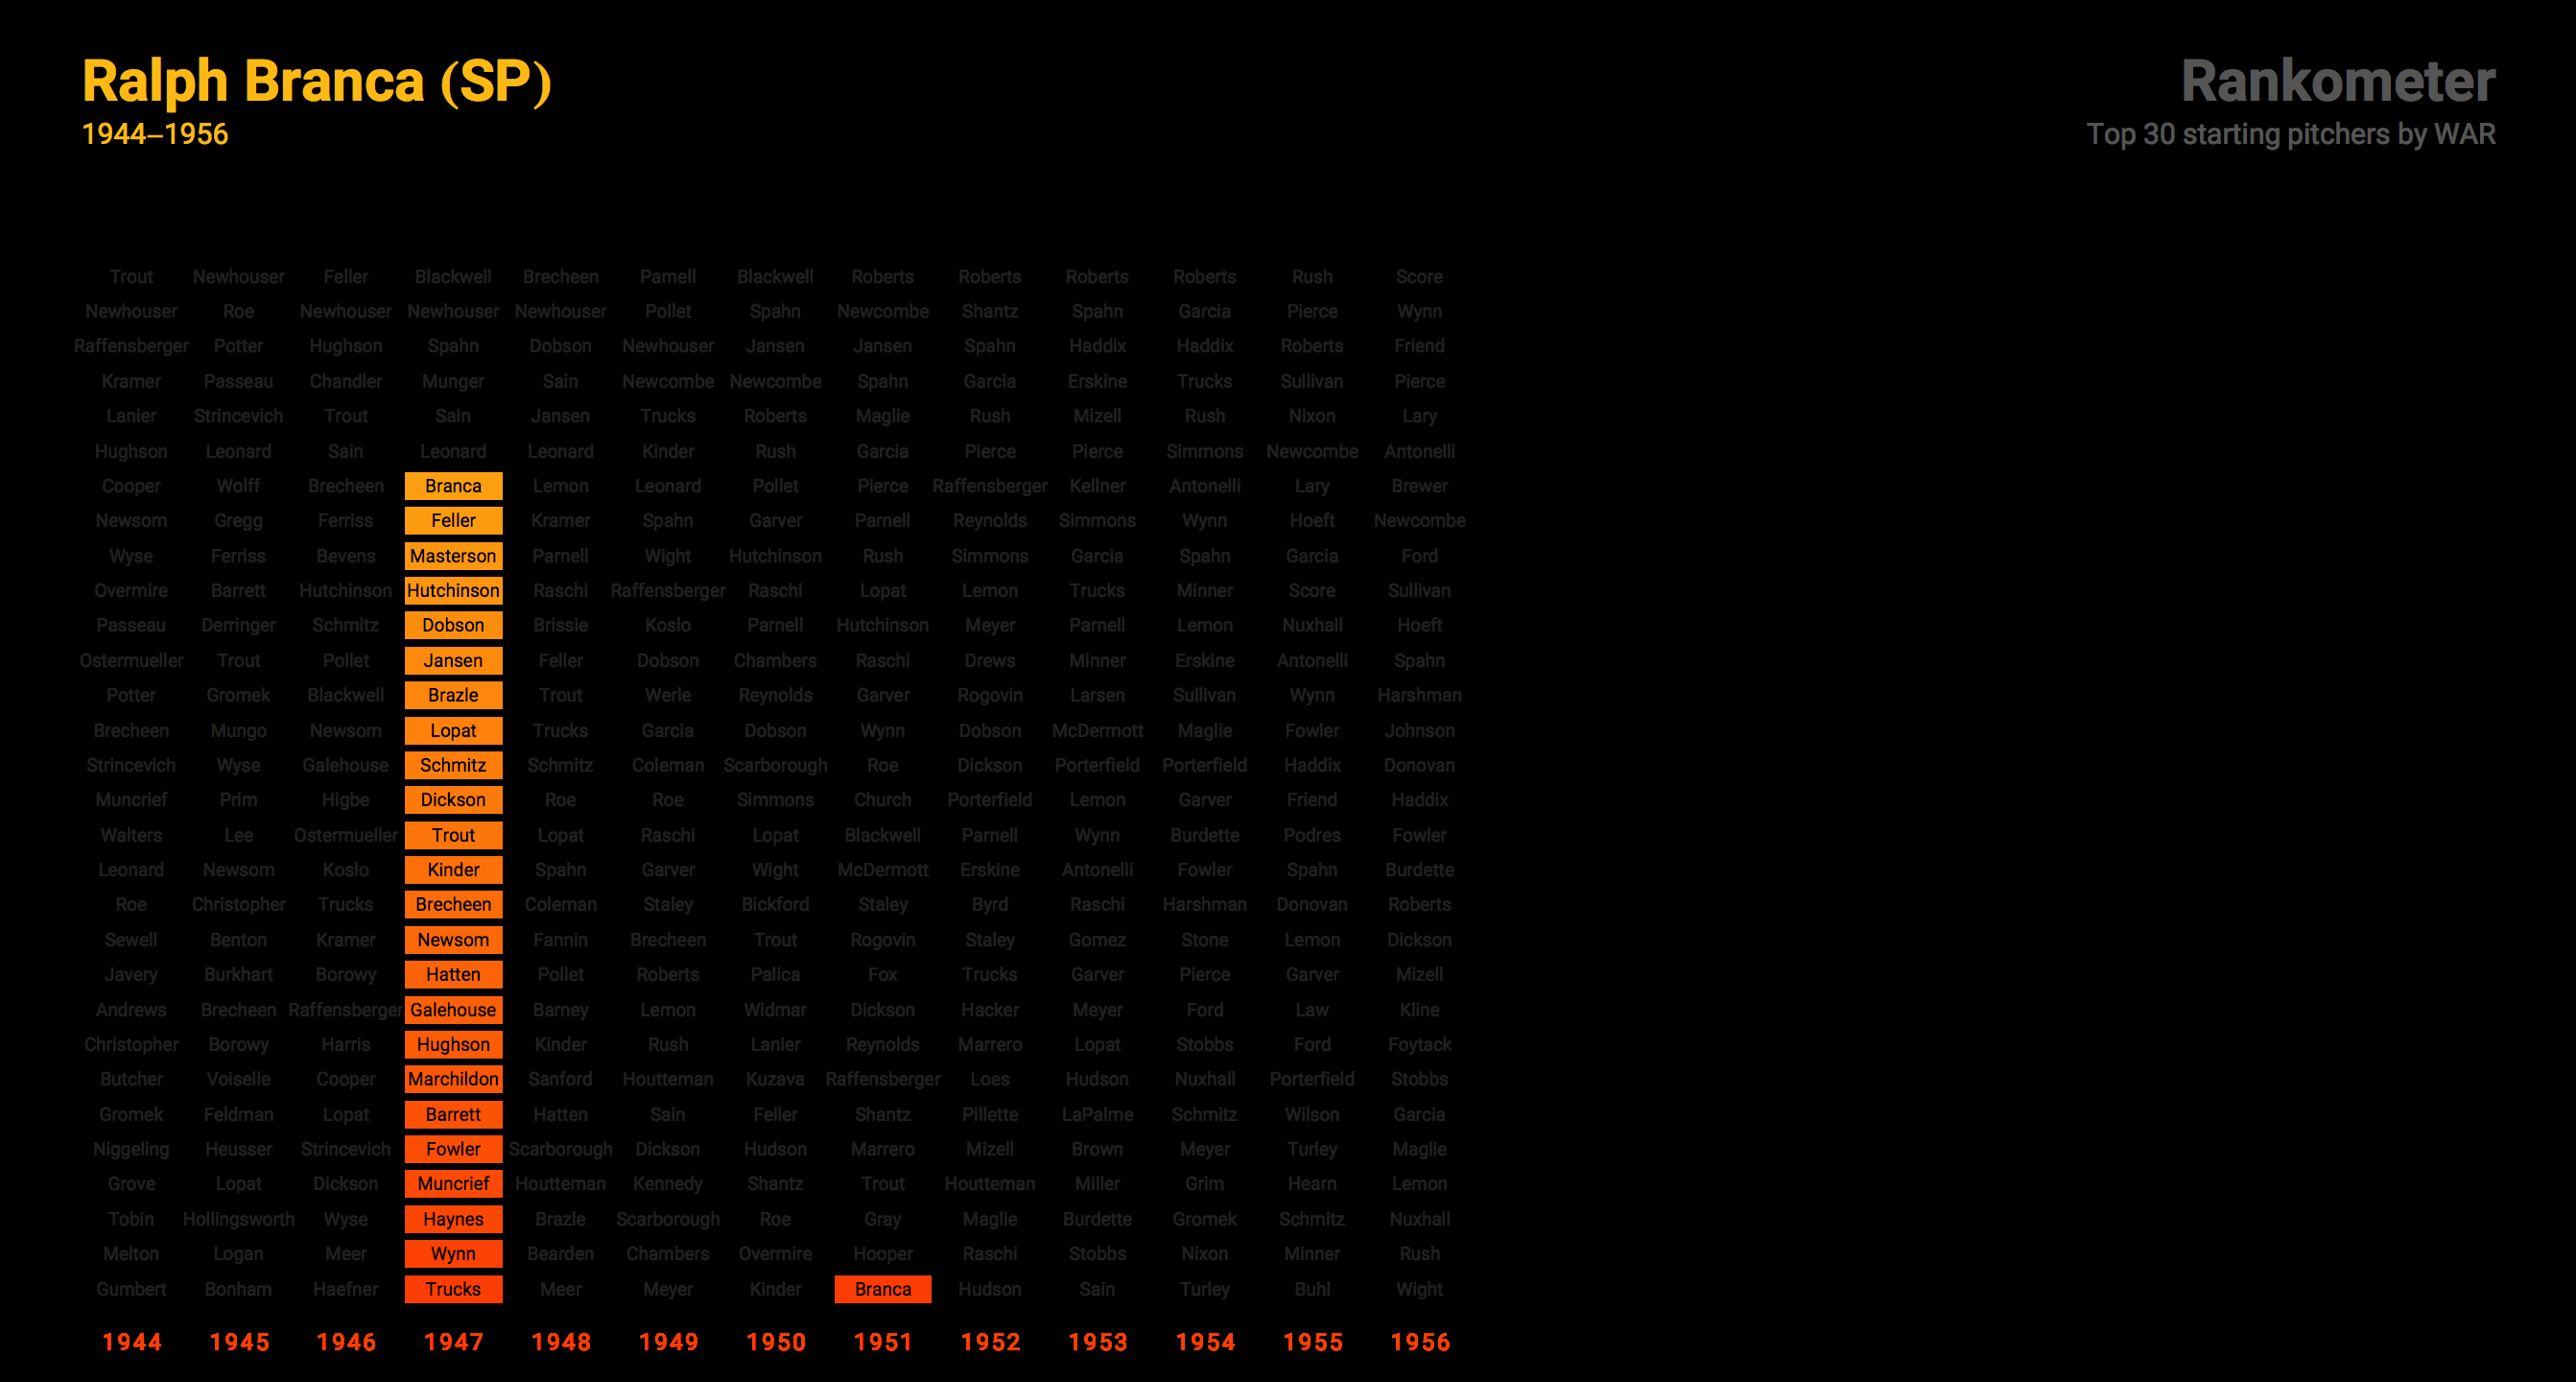 Ralph Branca (SP)
1944–1956
Rankometer
Top 30 starting pitchers by WAR
Trout Newhouser Feller Blackwell Brecheen Parnell Blackwell Roberts Roberts Roberts Roberts Rush Score
Newhouser Roe Newhouser Newhouser Newhouser Pollet Spahn Newcombe Shantz Spahn Garcia Pierce Wynn
Raffensberger Potter Hughson Spahn Dobson Newhouser Jansen Jansen Spahn Haddix Haddix Roberts Friend
Kramer Passeau Chandler Munger Sain Newcombe Newcombe Spahn Garcia Erskine Trucks Sullivan Pierce
Lanier Strincevich Trout Sain Jansen Trucks Roberts Maglie Rush Mizell Rush Nixon Lary
Hughson Leonard Sain Leonard Leonard Kinder Rush Garcia Pierce Pierce Simmons Newcombe Antonelli
Cooper Wolff Brecheen Branca Lemon Leonard Pollet Pierce Raffensberger Kellner Antonelli Lary Brewer
Newsom Gregg Ferriss Feller Kramer Spahn Garver Parnell Reynolds Simmons Wynn Hoeft Newcombe
Wyse Ferriss Bevens Masterson Parnell Wight Hutchinson Rush Simmons Garcia Spahn Garcia Ford
Overmire Barrett Hutchinson Hutchinson Raschi Raffensberger Raschi Lopat Lemon Trucks Minner Score Sullivan
Passeau Derringer Schmitz Dobson Brissie Koslo Parnell Hutchinson Meyer Parnell Lemon Nuxhall Hoeft
Ostermueller Trout Pollet Jansen Feller Dobson Chambers Raschi Drews Minner Erskine Antonelli Spahn
Potter Gromek Blackwell Brazle Trout Werle Reynolds Garver Rogovin Larsen Sullivan Wynn Harshman
Brecheen Mungo Newsom Lopat Trucks Garcia Dobson Wynn Dobson McDermott Maglie Fowler Johnson
Strincevich Wyse Galehouse Schmitz Schmitz Coleman Scarborough Roe Dickson Porterfield Porterfield Haddix Donovan
Muncrief Prim Higbe Dickson Roe Roe Simmons Church Porterfield Lemon Garver Friend Haddix
Walters Lee Ostermueller Trout Lopat Raschi Lopat Blackwell Parnell Wynn Burdette Podres Fowler
Leonard Newsom Koslo Kinder Spahn Garver Wight McDermott Erskine Antonelli Fowler Spahn Burdette
Roe Christopher Trucks Brecheen Coleman Staley Bickford Staley Byrd Raschi Harshman Donovan Roberts
Sewell Benton Kramer Newsom Fannin Brecheen Trout Rogovin Staley Gomez Stone Lemon Dickson
Javery Burkhart Borowy Hatten Pollet Roberts Palica Fox Trucks Garver Pierce Garver Mizell
Andrews Brecheen Raffensberger Galehouse Barney Lemon Widmar Dickson Hacker Meyer Ford Law Kline
Christopher Borowy Harris Hughson Kinder Rush Lanier Reynolds Marrero Lopat Stobbs Ford Foytack
Butcher Voiselle Cooper Marchildon Sanford Houtteman Kuzava Raffensberger Loes Hudson Nuxhall Porterfield Stobbs
Gromek Feldman Lopat Barrett Hatten Sain Feller Shantz Pillette LaPalme Schmitz Wilson Garcia
Niggeling Heusser Strincevich Fowler Scarborough Dickson Hudson Marrero Mizell Brown Meyer Turley Maglie
Grove Lopat Dickson Muncrief Houtteman Kennedy Shantz Trout Houtteman Miller Grim Hearn Lemon
Tobin Hollingsworth Wyse Haynes Brazle Scarborough Roe Gray Maglie Burdette Gromek Schmitz Nuxhall
Melton Logan Meer Wynn Bearden Chambers Overmire Hooper Raschi Stobbs Nixon Minner Rush
Gumbert Bonham Haefner Trucks Meer Meyer Kinder Branca Hudson Sain Turley Buhl Wight
1944 1945 1946 1947 1948 1949 1950 1951 1952 1953 1954 1955 1956